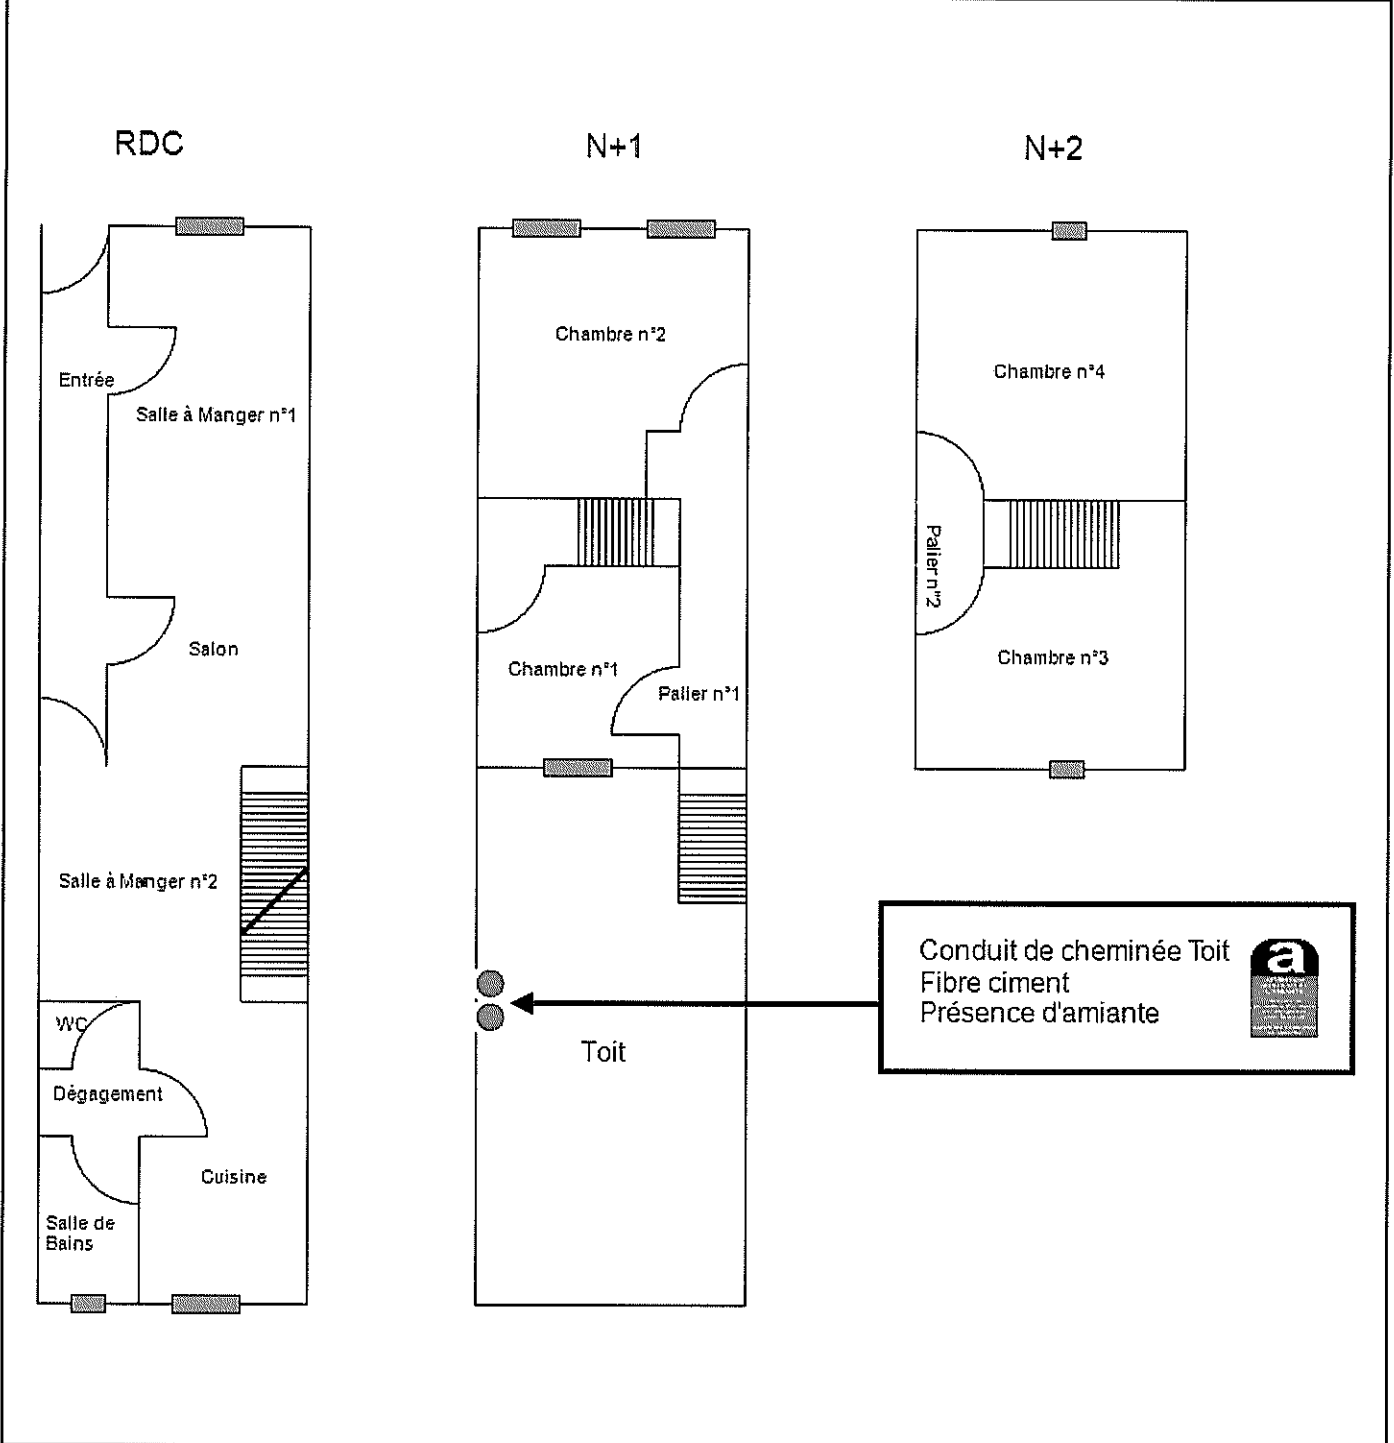 RDC
N+1
N+2
Entrée
Salle à Manger n°1
Salon
Salle à Manger n°2
WC
Dégagement
Cuisine
Salle de
Bains
Chambre n°2
Chambre n°1
Palier n°1
Toit
Chambre n°4
Palier n°2
Chambre n°3
Conduit de cheminée Toit
Fibre ciment
Présence d'amiante
a